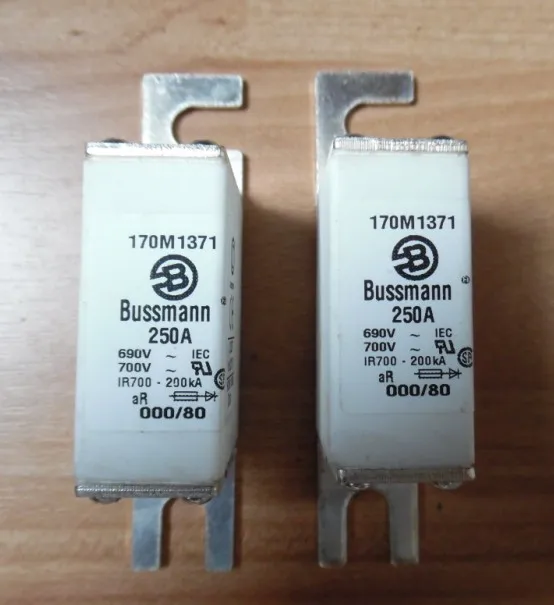 170M1371
B
Bussmann
250A
690V ~ IEC
700V ~
IR700 - 200kA
aR
000/80
170M1371
B
Bussmann
250A
690V ~ IEC
700V ~
IR700 - 200kA
aR
000/80